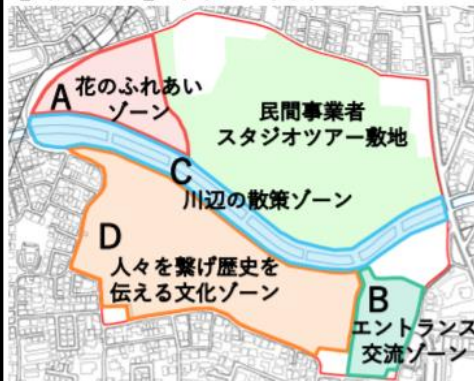 A
花のふれあい
ゾーン
民間事業者
スタジオツアー敷地
C
川辺の散策ゾーン
D
人々を繋げ歴史を
伝える文化ゾーン
B
エントランス
交流ゾーン